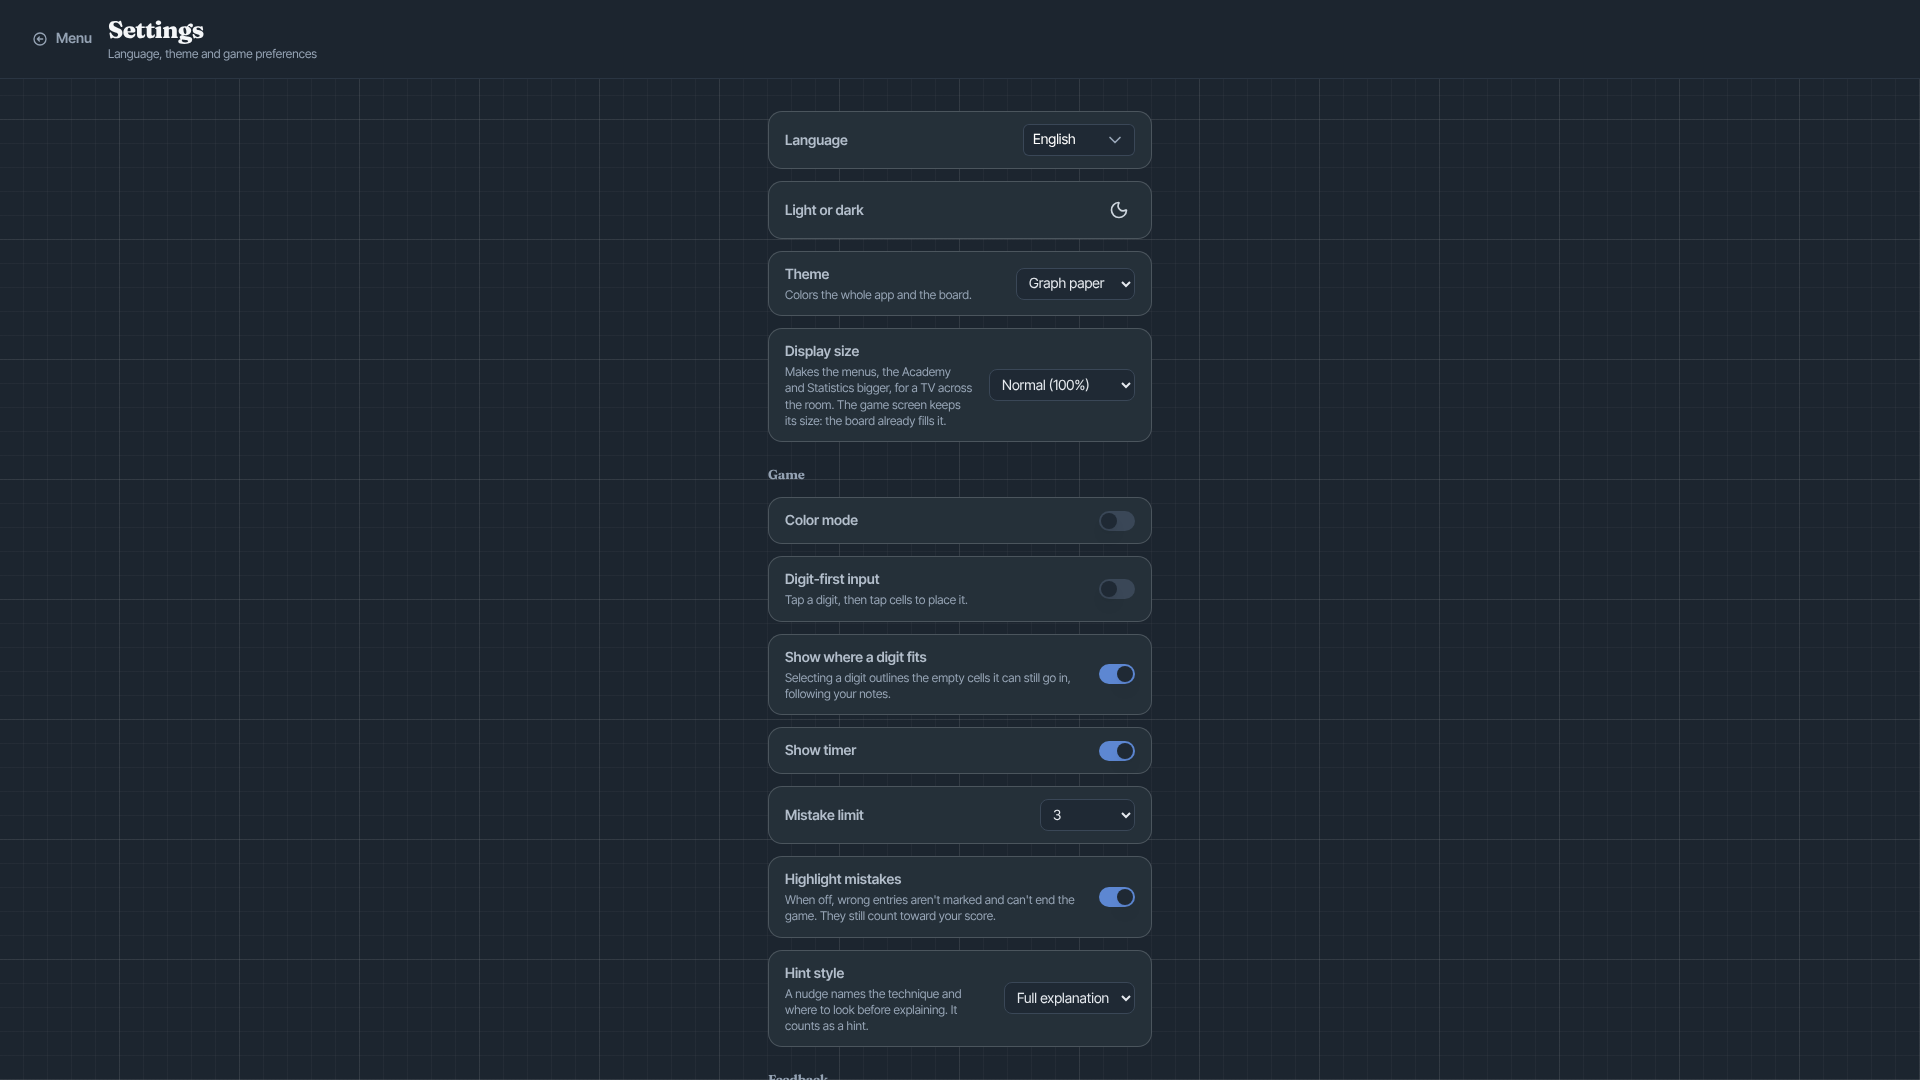 Menu
Settings
Language, theme and game preferences
Language
English
Light or dark
Theme
Colors the whole app and the board.
Graph paper
Display size
Makes the menus, the Academy
and Statistics bigger, for a TV across
the room. The game screen keeps
its size: the board already fills it.
Normal (100%)
Game
Color mode
Digit-first input
Tap a digit, then tap cells to place it.
Show where a digit fits
Selecting a digit outlines the empty cells it can still go in,
following your notes.
Show timer
Mistake limit
3
Highlight mistakes
When off, wrong entries aren't marked and can't end the
game. They still count toward your score.
Hint style
A nudge names the technique and
where to look before explaining. It
counts as a hint.
Full explanation
Feedback